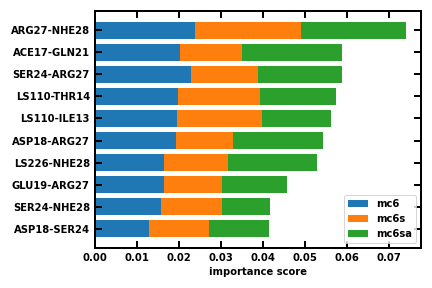 ARG27-NHE28
ACE17-GLN21
SER24-ARG27
LS110-THR14
LS110-ILE13
ASP18-ARG27
LS226-NHE28
GLU19-ARG27
SER24-NHE28
ASP18-SER24
mc6
mc6s
mc6sa
0.00 0.01 0.02 0.03 0.04 0.05 0.06 0.07
importance score